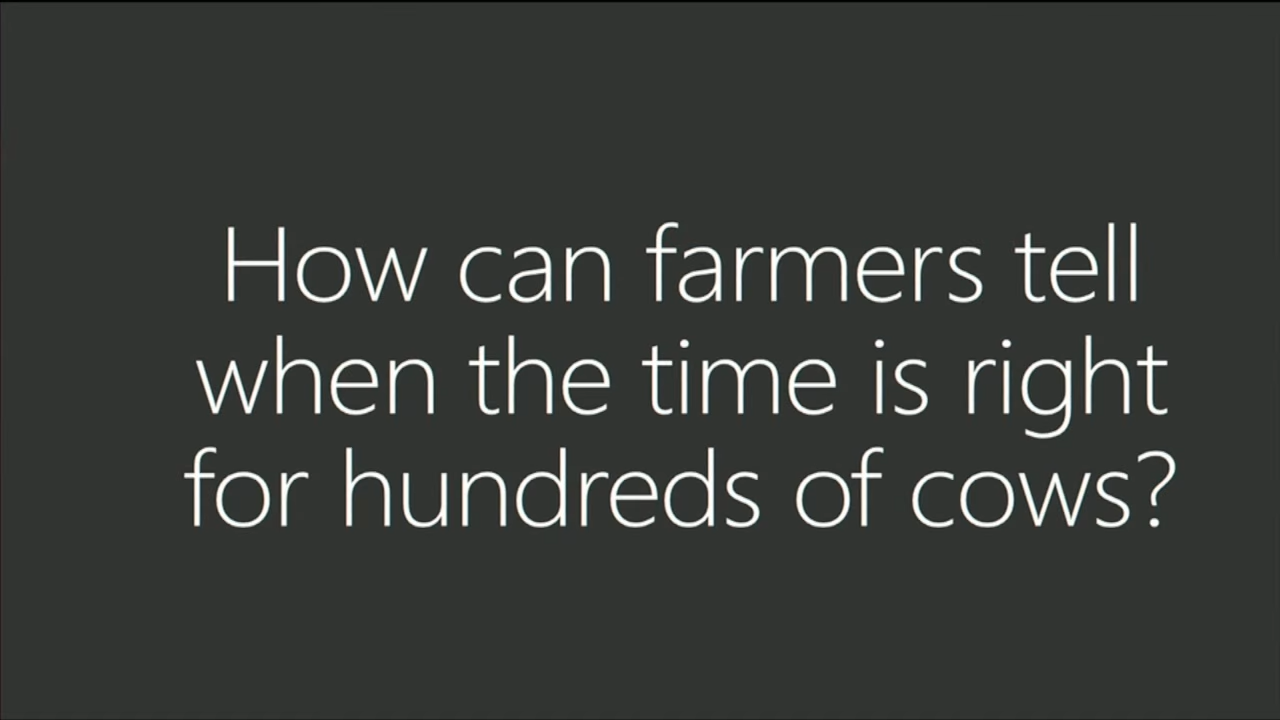 How can farmers tell
when the time is right
for hundreds of cows?